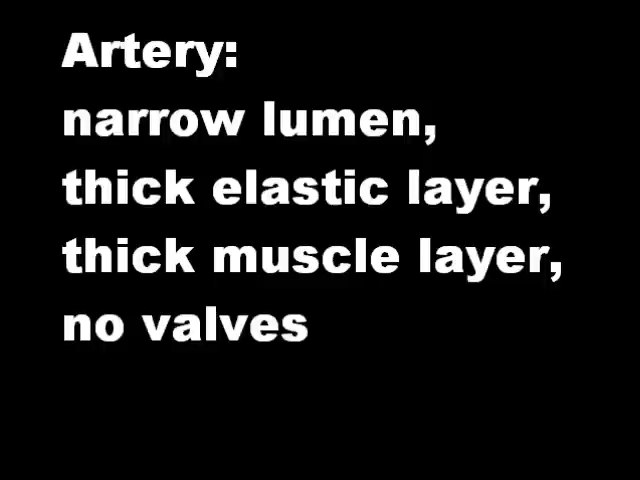 Artery:
narrow lumen,
thick elastic layer,
thick muscle layer,
no valves